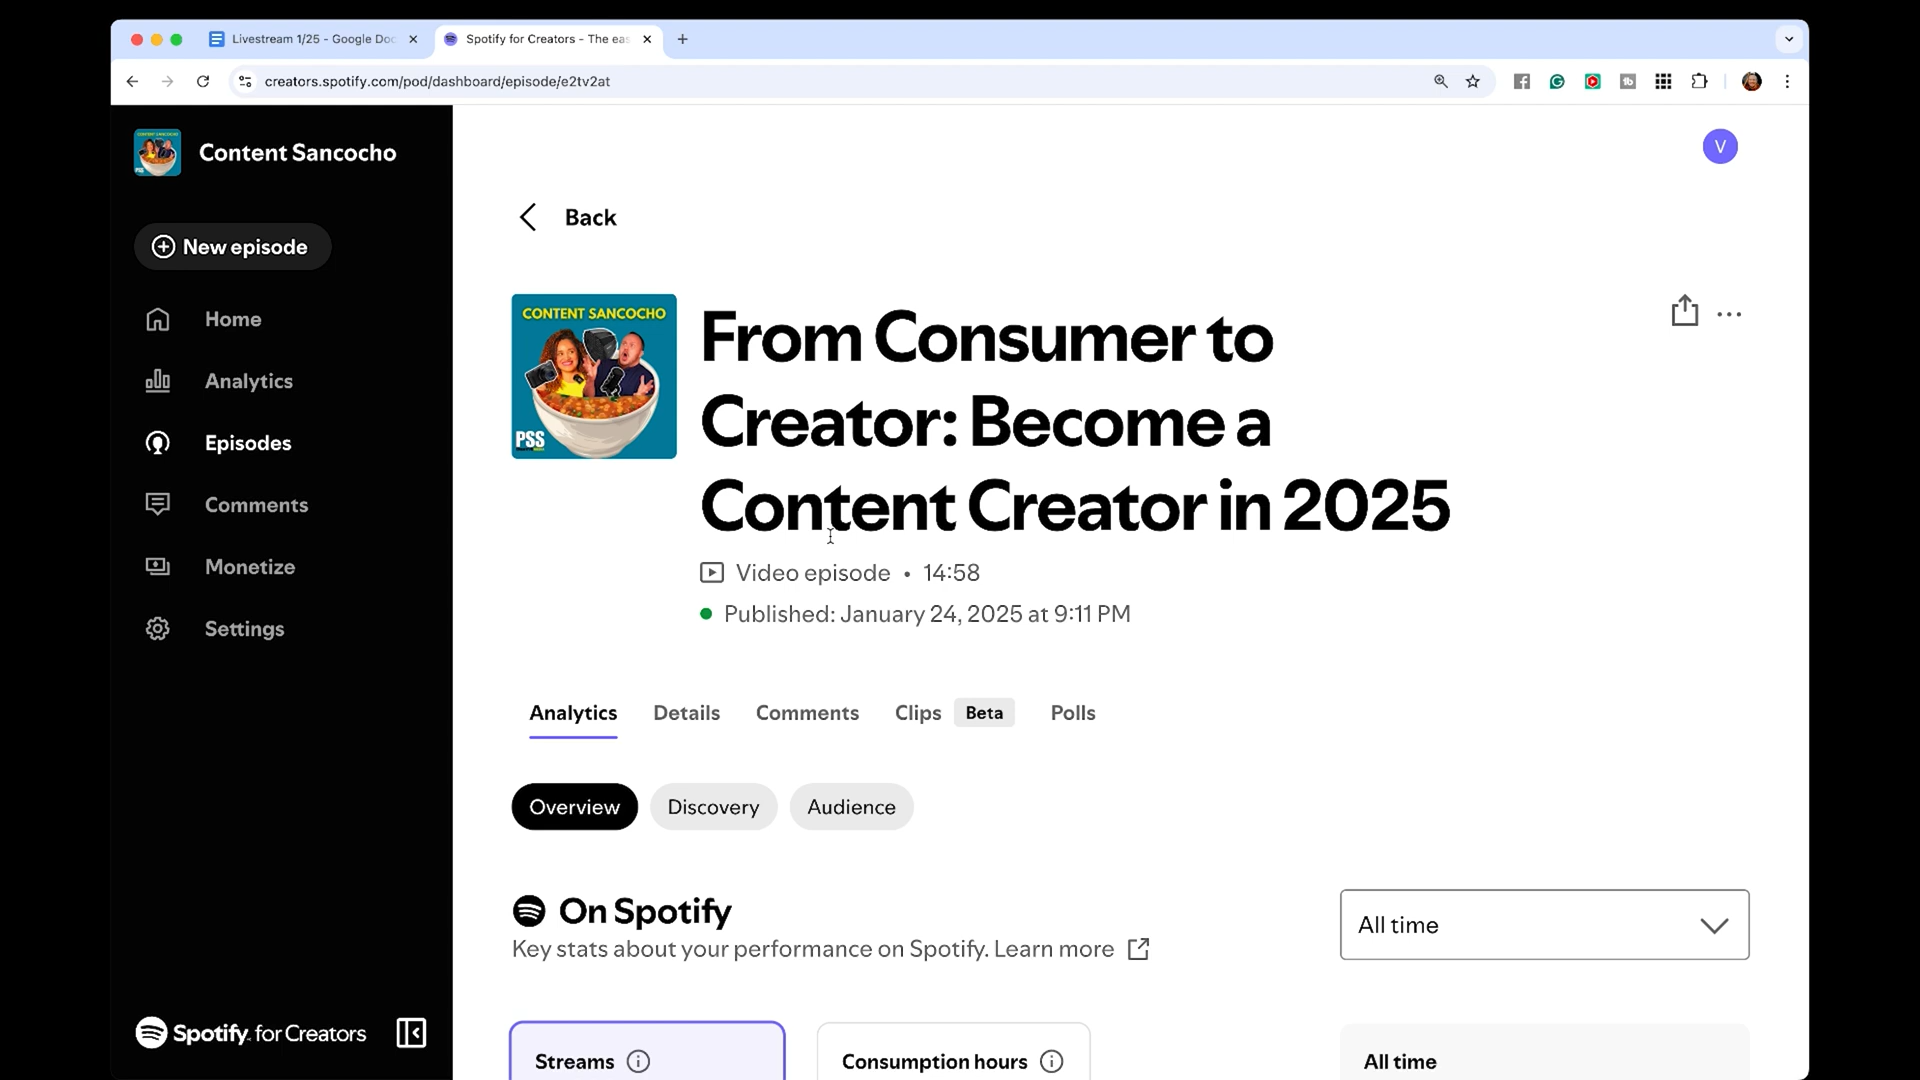 Livestream 1/25 - Google Doc
Spotify for Creators - The eas
creators.spotify.com/pod/dashboard/episode/e2tv2at
Content Sancocho
V
New episode
Back
Home
Analytics
Episodes
Comments
Monetize
Settings
CONTENT SANCOCHO
PSS
From Consumer to
Creator: Become a
Content Creator in 2025
Video episode • 14:58
Published: January 24, 2025 at 9:11 PM
Analytics Details Comments Clips Beta Polls
Overview Discovery Audience
On Spotify
Key stats about your performance on Spotify. Learn more
All time
Streams
Consumption hours
All time
Spotify for Creators